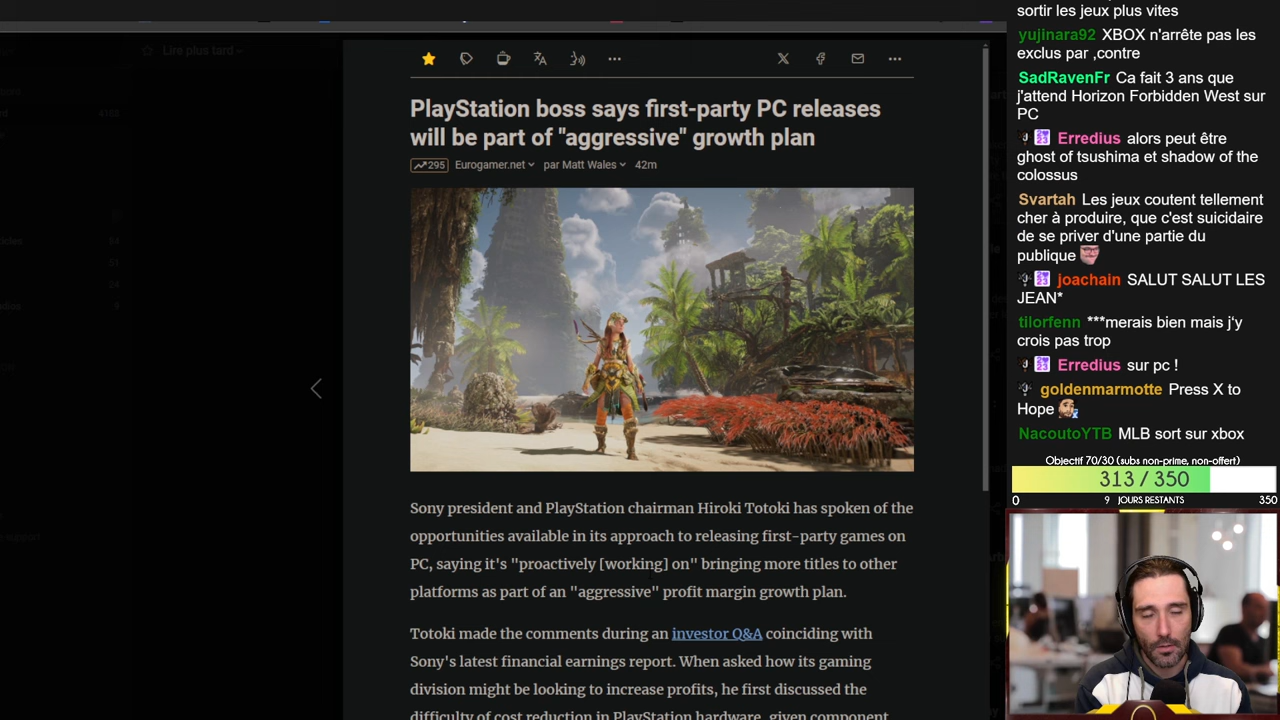 Lire plus tard
4103
PlayStation boss says first-party PC releases
will be part of "aggressive" growth plan
295 Eurogamer.net par Matt Wales 42m
54
51
24
9
support
Sony president and PlayStation chairman Hiroki Totoki has spoken of the
opportunities available in its approach to releasing first-party games on
PC, saying it's "proactively [working] on" bringing more titles to other
platforms as part of an "aggressive" profit margin growth plan.
Totoki made the comments during an investor Q&A coinciding with
Sony's latest financial earnings report. When asked how its gaming
division might be looking to increase profits, he first discussed the
difficulty of cost reduction in PlayStation hardware, given component
sortir les jeux plus vites
yujinara92 XBOX n'arrête pas les
exclus par ,contre
SadRavenFr Ca fait 3 ans que
j'attend Horizon Forbidden West sur
PC
Erredius alors peut être
ghost of tsushima et shadow of the
colossus
Svartah Les jeux coutent tellement
cher à produire, que c'est suicidaire
de se priver d'une partie du
publique
joachain SALUT SALUT LES
JEAN*
tilorfenn ***merais bien mais j'y
crois pas trop
Erredius sur pc !
goldenmarmotte Press X to
Hope
NacoutoYTB MLB sort sur xbox
Objectif 70/30 (subs non-prime, non-offert)
313 / 350
0 9 JOURS RESTANTS 350